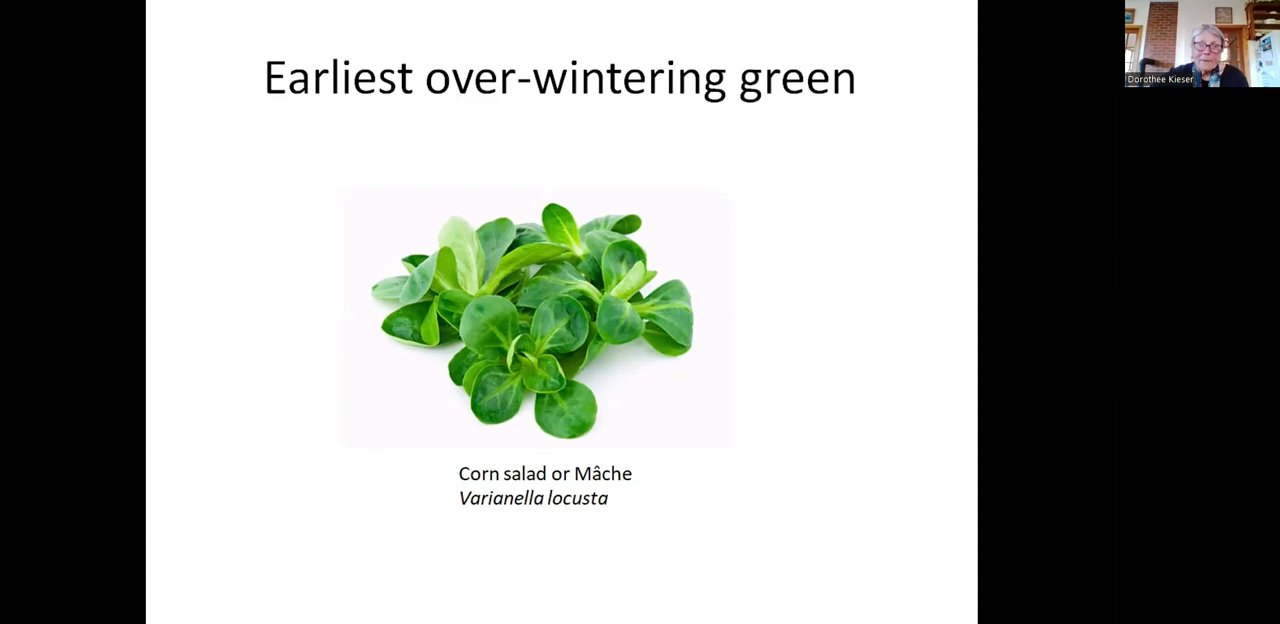 Earliest over-wintering green
Dorothee Kieser
Corn salad or Mâche
Varianella locusta